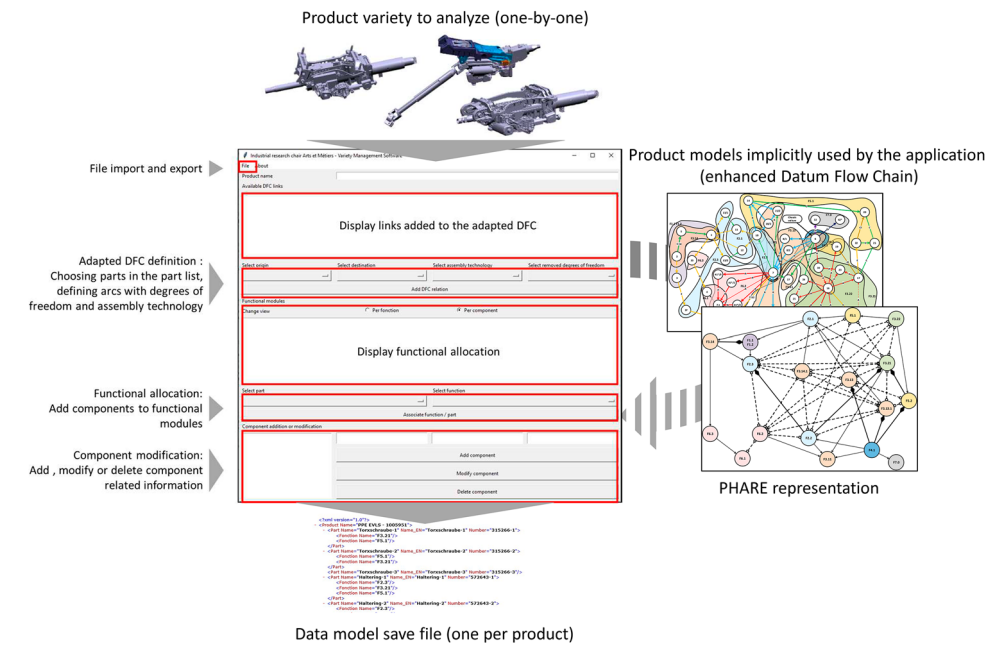 Product variety to analyze (one-by-one)
Industrial research chair Arts et Métiers - Variety Management Software
File About
Product name
Available DFC links
Display links added to the adapted DFC
Select origin Select destination Select assembly technology Select removed degrees of freedom
Add DFC relation
Functional modules
Change view Per function Per component
Display functional allocation
Select part Select function
Associate function / part
Component addition or modification
Add component
Modify component
Delete component
File import and export
Adapted DFC definition :
Choosing parts in the part list,
defining arcs with degrees of
freedom and assembly technology
Functional allocation:
Add components to functional
modules
Component modification:
Add , modify or delete component
related information
Product models implicitly used by the application
(enhanced Datum Flow Chain)
PHARE representation
<?xml version="1.0"?>
- <Product Name="PPE EVLS - 1005951">
- <Part Name="Torxschraube-1" Name_EN="Torxschraube-1" Number="315266-1">
<Fonction Name="F3.21"/>
<Fonction Name="F5.1"/>
</Part>
- <Part Name="Torxschraube-2" Name_EN="Torxschraube-2" Number="315266-2">
<Fonction Name="F5.1"/>
<Fonction Name="F3.21"/>
</Part>
<Part Name="Torxschraube-3" Name_EN="Torxschraube-3" Number="315266-3"/>
- <Part Name="Haltering-1" Name_EN="Haltering-1" Number="572643-1">
<Fonction Name="F2.3"/>
<Fonction Name="F3.21"/>
<Fonction Name="F5.1"/>
</Part>
- <Part Name="Haltering-2" Name_EN="Haltering-2" Number="572643-2">
<Fonction Name="F2.3"/>
Data model save file (one per product)